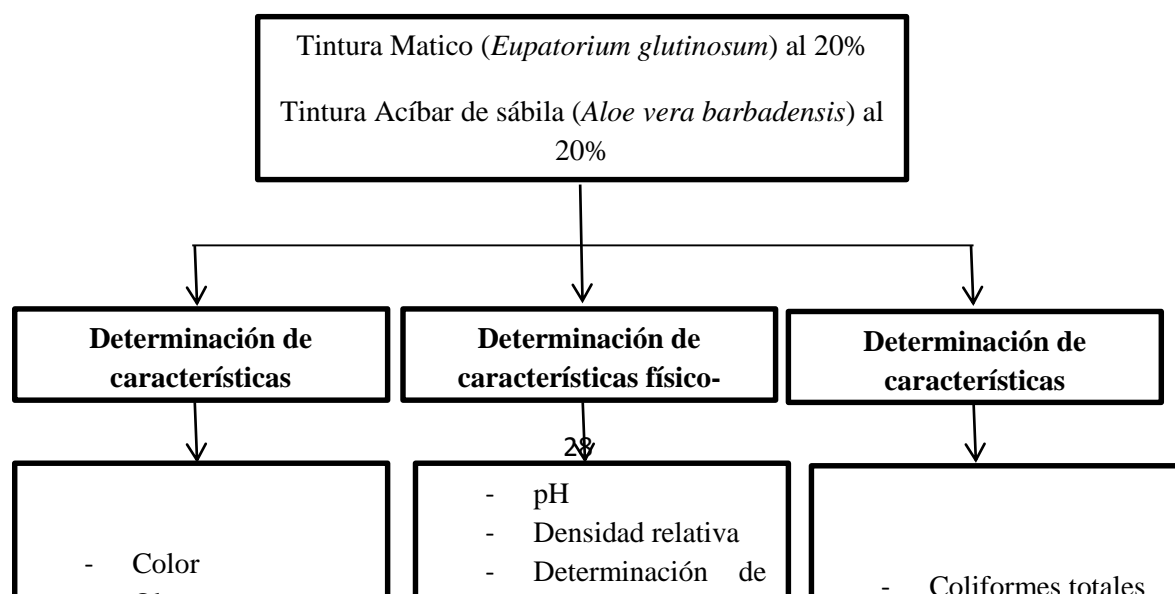 Tintura Matico (Eupatorium glutinosum) al 20%
Tintura Acíbar de sábila (Aloe vera barbadensis) al
20%
Determinación de
características
Determinación de
características físico-
Determinación de
características
28
- Color
- pH
- Densidad relativa
- Determinación de
- Coliformes totales